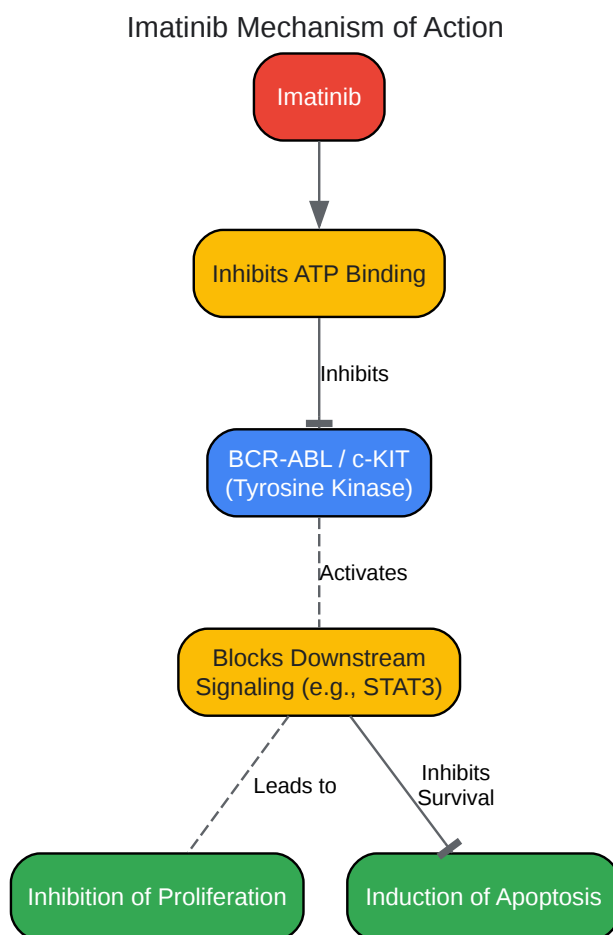 Imatinib Mechanism of Action
Imatinib
Inhibits ATP Binding
Inhibits
BCR-ABL / c-KIT
(Tyrosine Kinase)
Activates
Blocks Downstream
Signaling (e.g., STAT3)
Leads to
Inhibits
Survival
Inhibition of Proliferation
Induction of Apoptosis